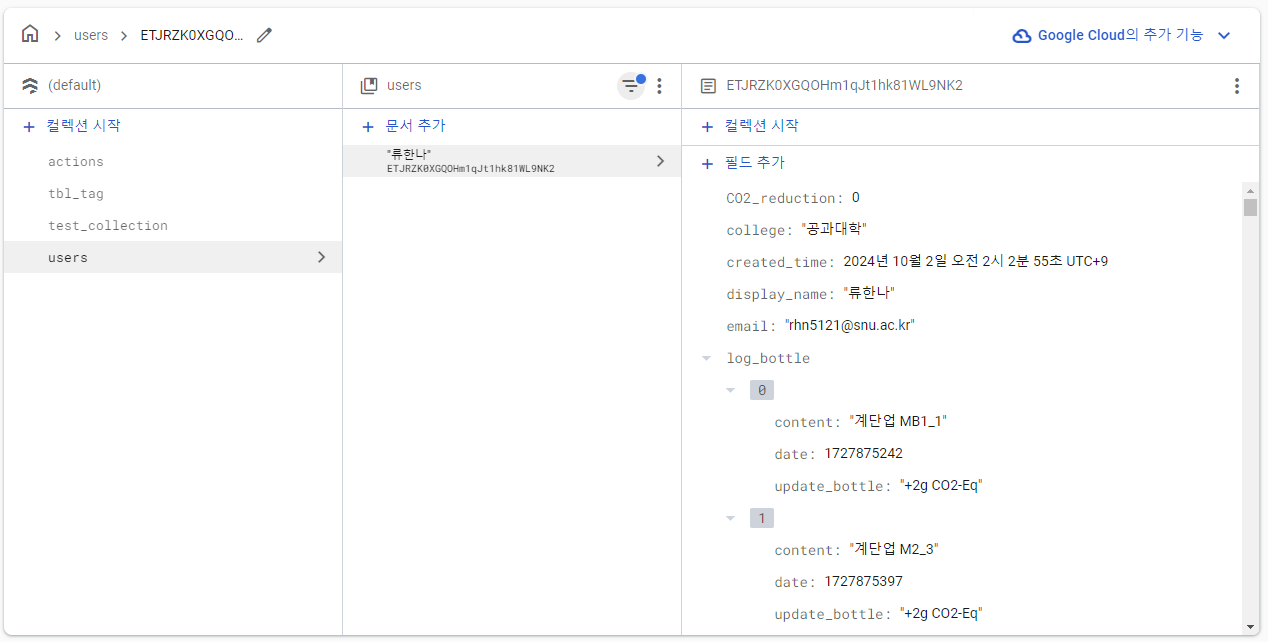 users
ETJRZK0XGQO...
Google Cloud의 추가 기능
(default)
users
ETJRZK0XGQOHm1qJt1hk81WL9NK2
컬렉션 시작
문서 추가
컬렉션 시작
actions
tbl_tag
test_collection
users
"류한나"
ETJRZK0XGQOHm1qJt1hk81WL9NK2
필드 추가
CO2_reduction: 0
college: "공과대학"
created_time: 2024년 10월 2일 오전 2시 2분 55초 UTC+9
display_name: "류한나"
email: "rhn5121@snu.ac.kr"
log_bottle
0
content: "계단업 MB1_1"
date: 1727875242
update_bottle: "+2g CO2-Eq"
1
content: "계단업 M2_3"
date: 1727875397
update_bottle: "+2g CO2-Eq"